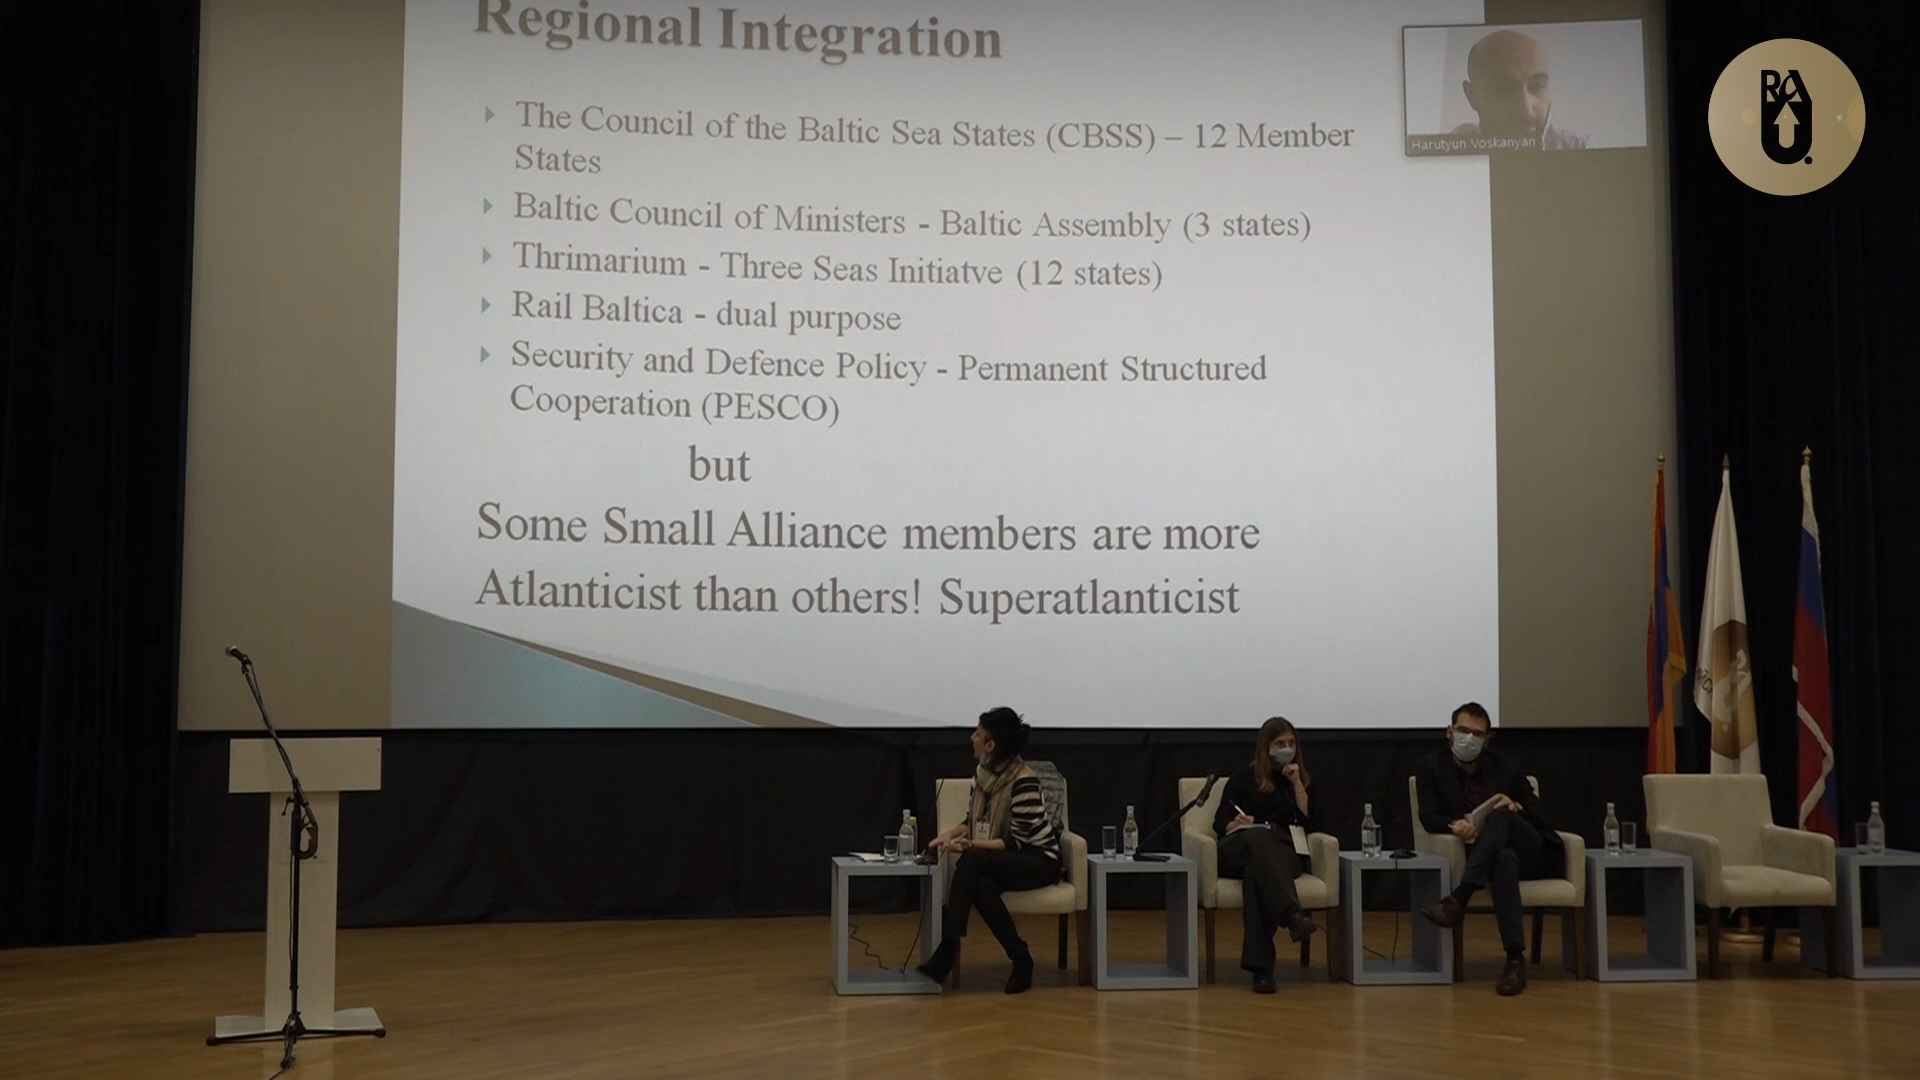 Regional Integration
The Council of the Baltic Sea States (CBSS) – 12 Member
States
Baltic Council of Ministers - Baltic Assembly (3 states)
Thrimarium - Three Seas Initiatve (12 states)
Rail Baltica - dual purpose
Security and Defence Policy - Permanent Structured
Cooperation (PESCO)
but
Some Small Alliance members are more
Atlanticist than others! Superatlanticist
Harutyun Voskanyan
RAU